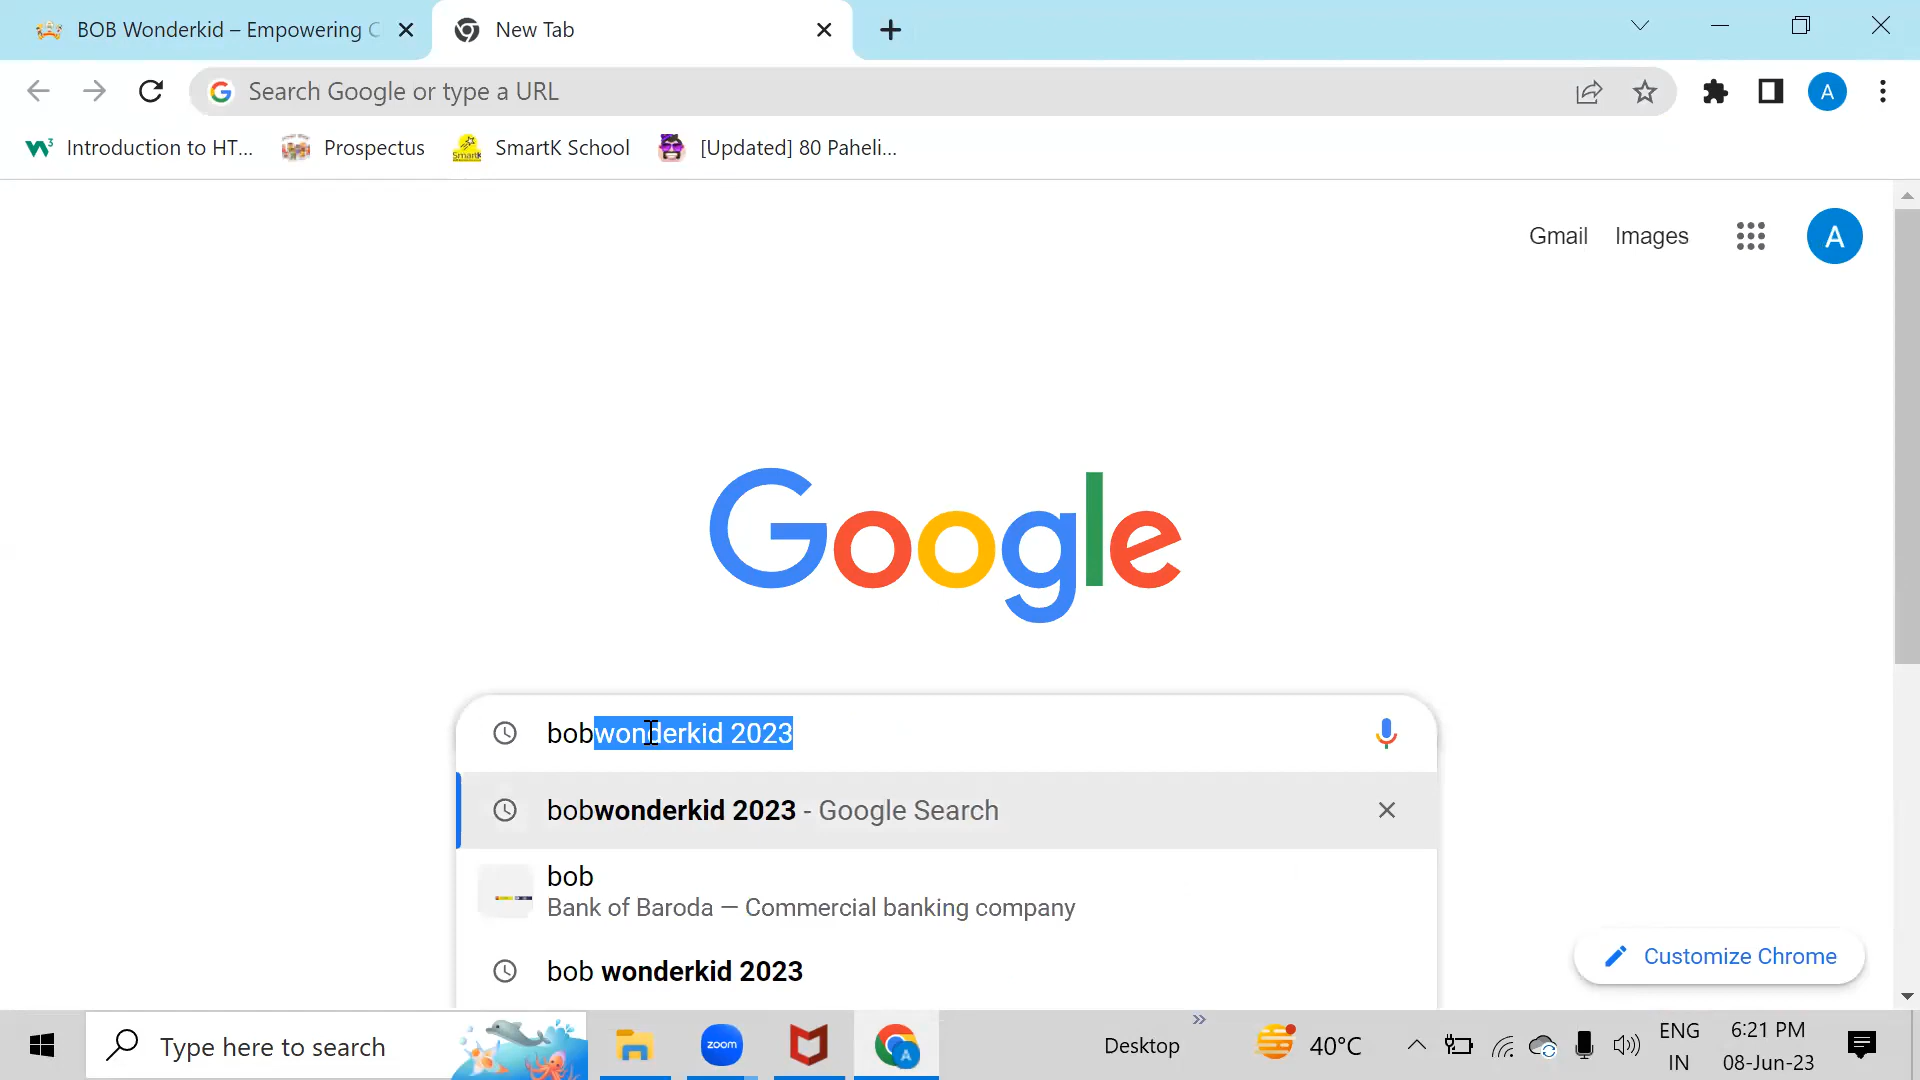 BOB Wonderkid – Empowering C
New Tab
Search Google or type a URL
A
Introduction to HT...
Prospectus
SmartK School
[Updated] 80 Paheli...
Gmail
Images
A
Google
bobwonderkid 2023
bobwonderkid 2023 - Google Search
bob
Bank of Baroda — Commercial banking company
bob wonderkid 2023
Customize Chrome
Type here to search
zoom
A
Desktop
40°C
ENG
IN
6:21 PM
08-Jun-23